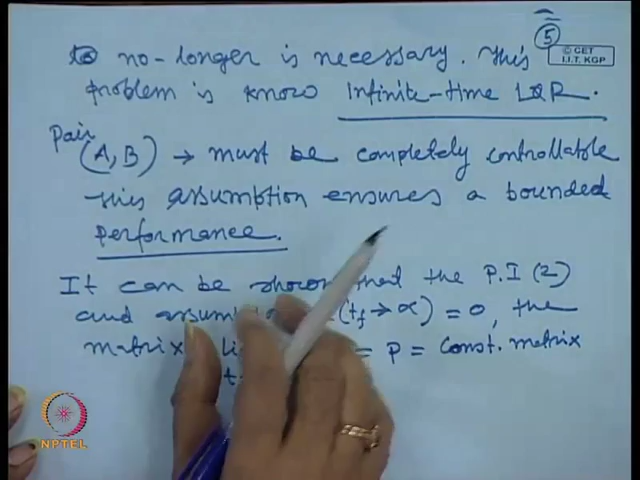 5
© CET
I.I.T. KGP
no-longer is necessary. This
problem is know Infinite-time LQR.
Pair
(A, B) → must be completely controllable
This assumption ensures a bounded
performance.
It can be shown that the P.I (2)
and (tf → α) = 0, the
matrix = P = Const. matrix
NPTEL